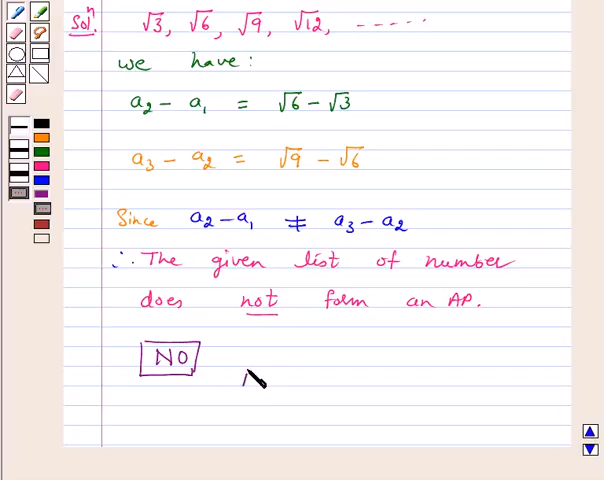 Solⁿ. √3, √6, √9, √12, ------
we have:
a₂ - a₁ = √6 - √3
a₃ - a₂ = √9 - √6
Since a₂ - a₁ ≠ a₃ - a₂
∴ The given list of number
does not form an AP.
NO